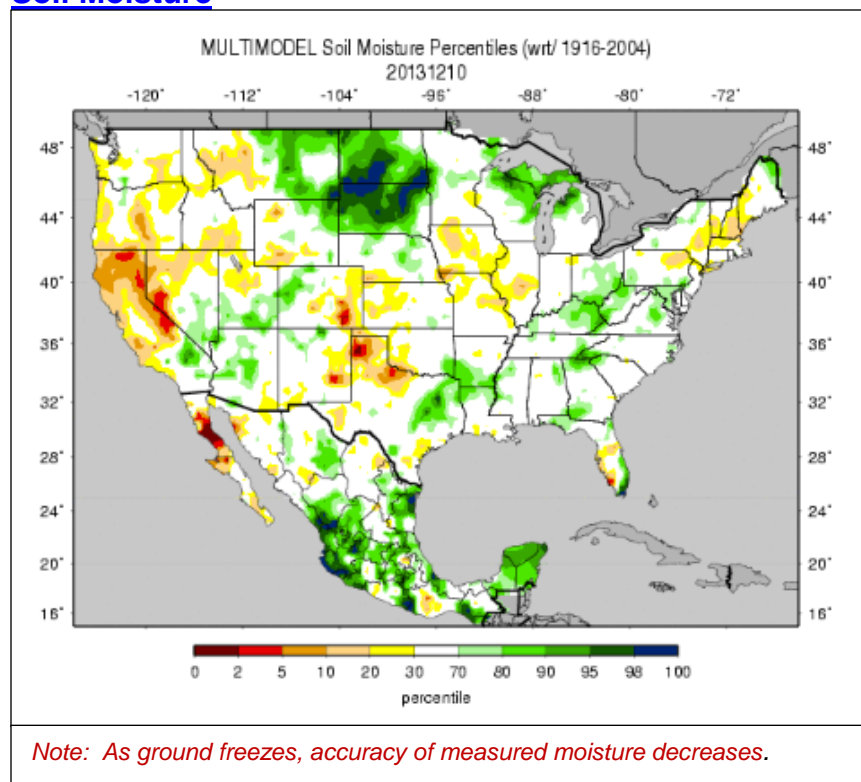 Soil Moisture
MULTIMODEL Soil Moisture Percentiles (wrt/ 1916-2004)
20131210
-120° -112° -104° -96° -88° -80° -72°
48° 48°
44° 44°
40° 40°
36° 36°
32° 32°
28° 28°
24° 24°
20° 20°
16° 16°
0 2 5 10 20 30 70 80 90 95 98 100
percentile
Note: As ground freezes, accuracy of measured moisture decreases.